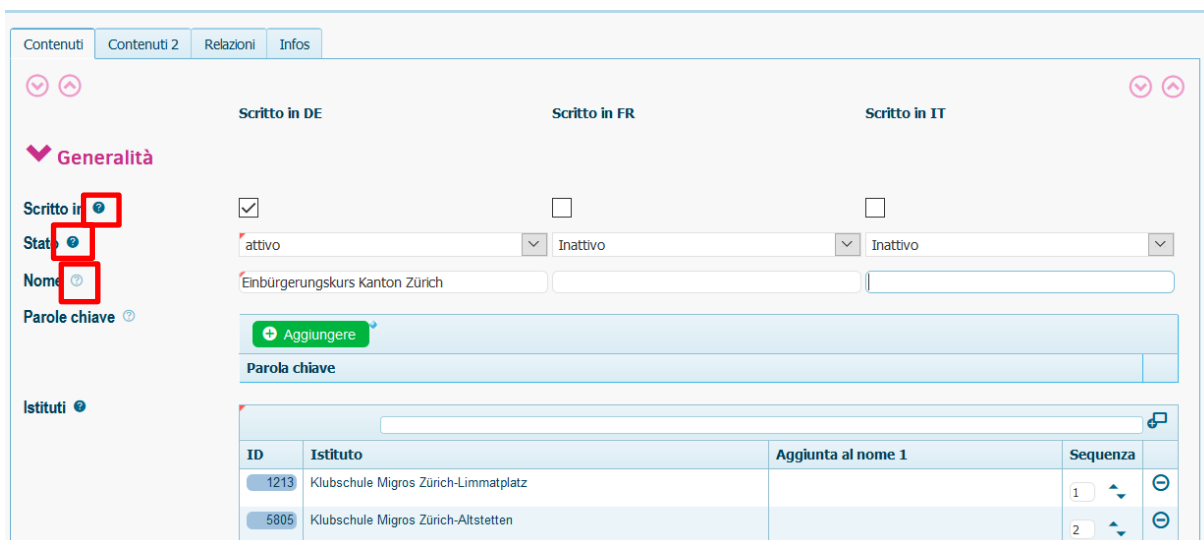 Contenuti Contenuti 2 Relazioni Infos
Scritto in DE Scritto in FR Scritto in IT
Generalità
Scritto in ?
Stato ? attivo Inattivo Inattivo
Nome ? Einbürgerungskurs Kanton Zürich
Parole chiave ?
Aggiungere
Parola chiave
Istituti ?
ID Istituto Aggiunta al nome 1 Sequenza
1213 Klubschule Migros Zürich-Limmatplatz 1
5805 Klubschule Migros Zürich-Altstetten 2